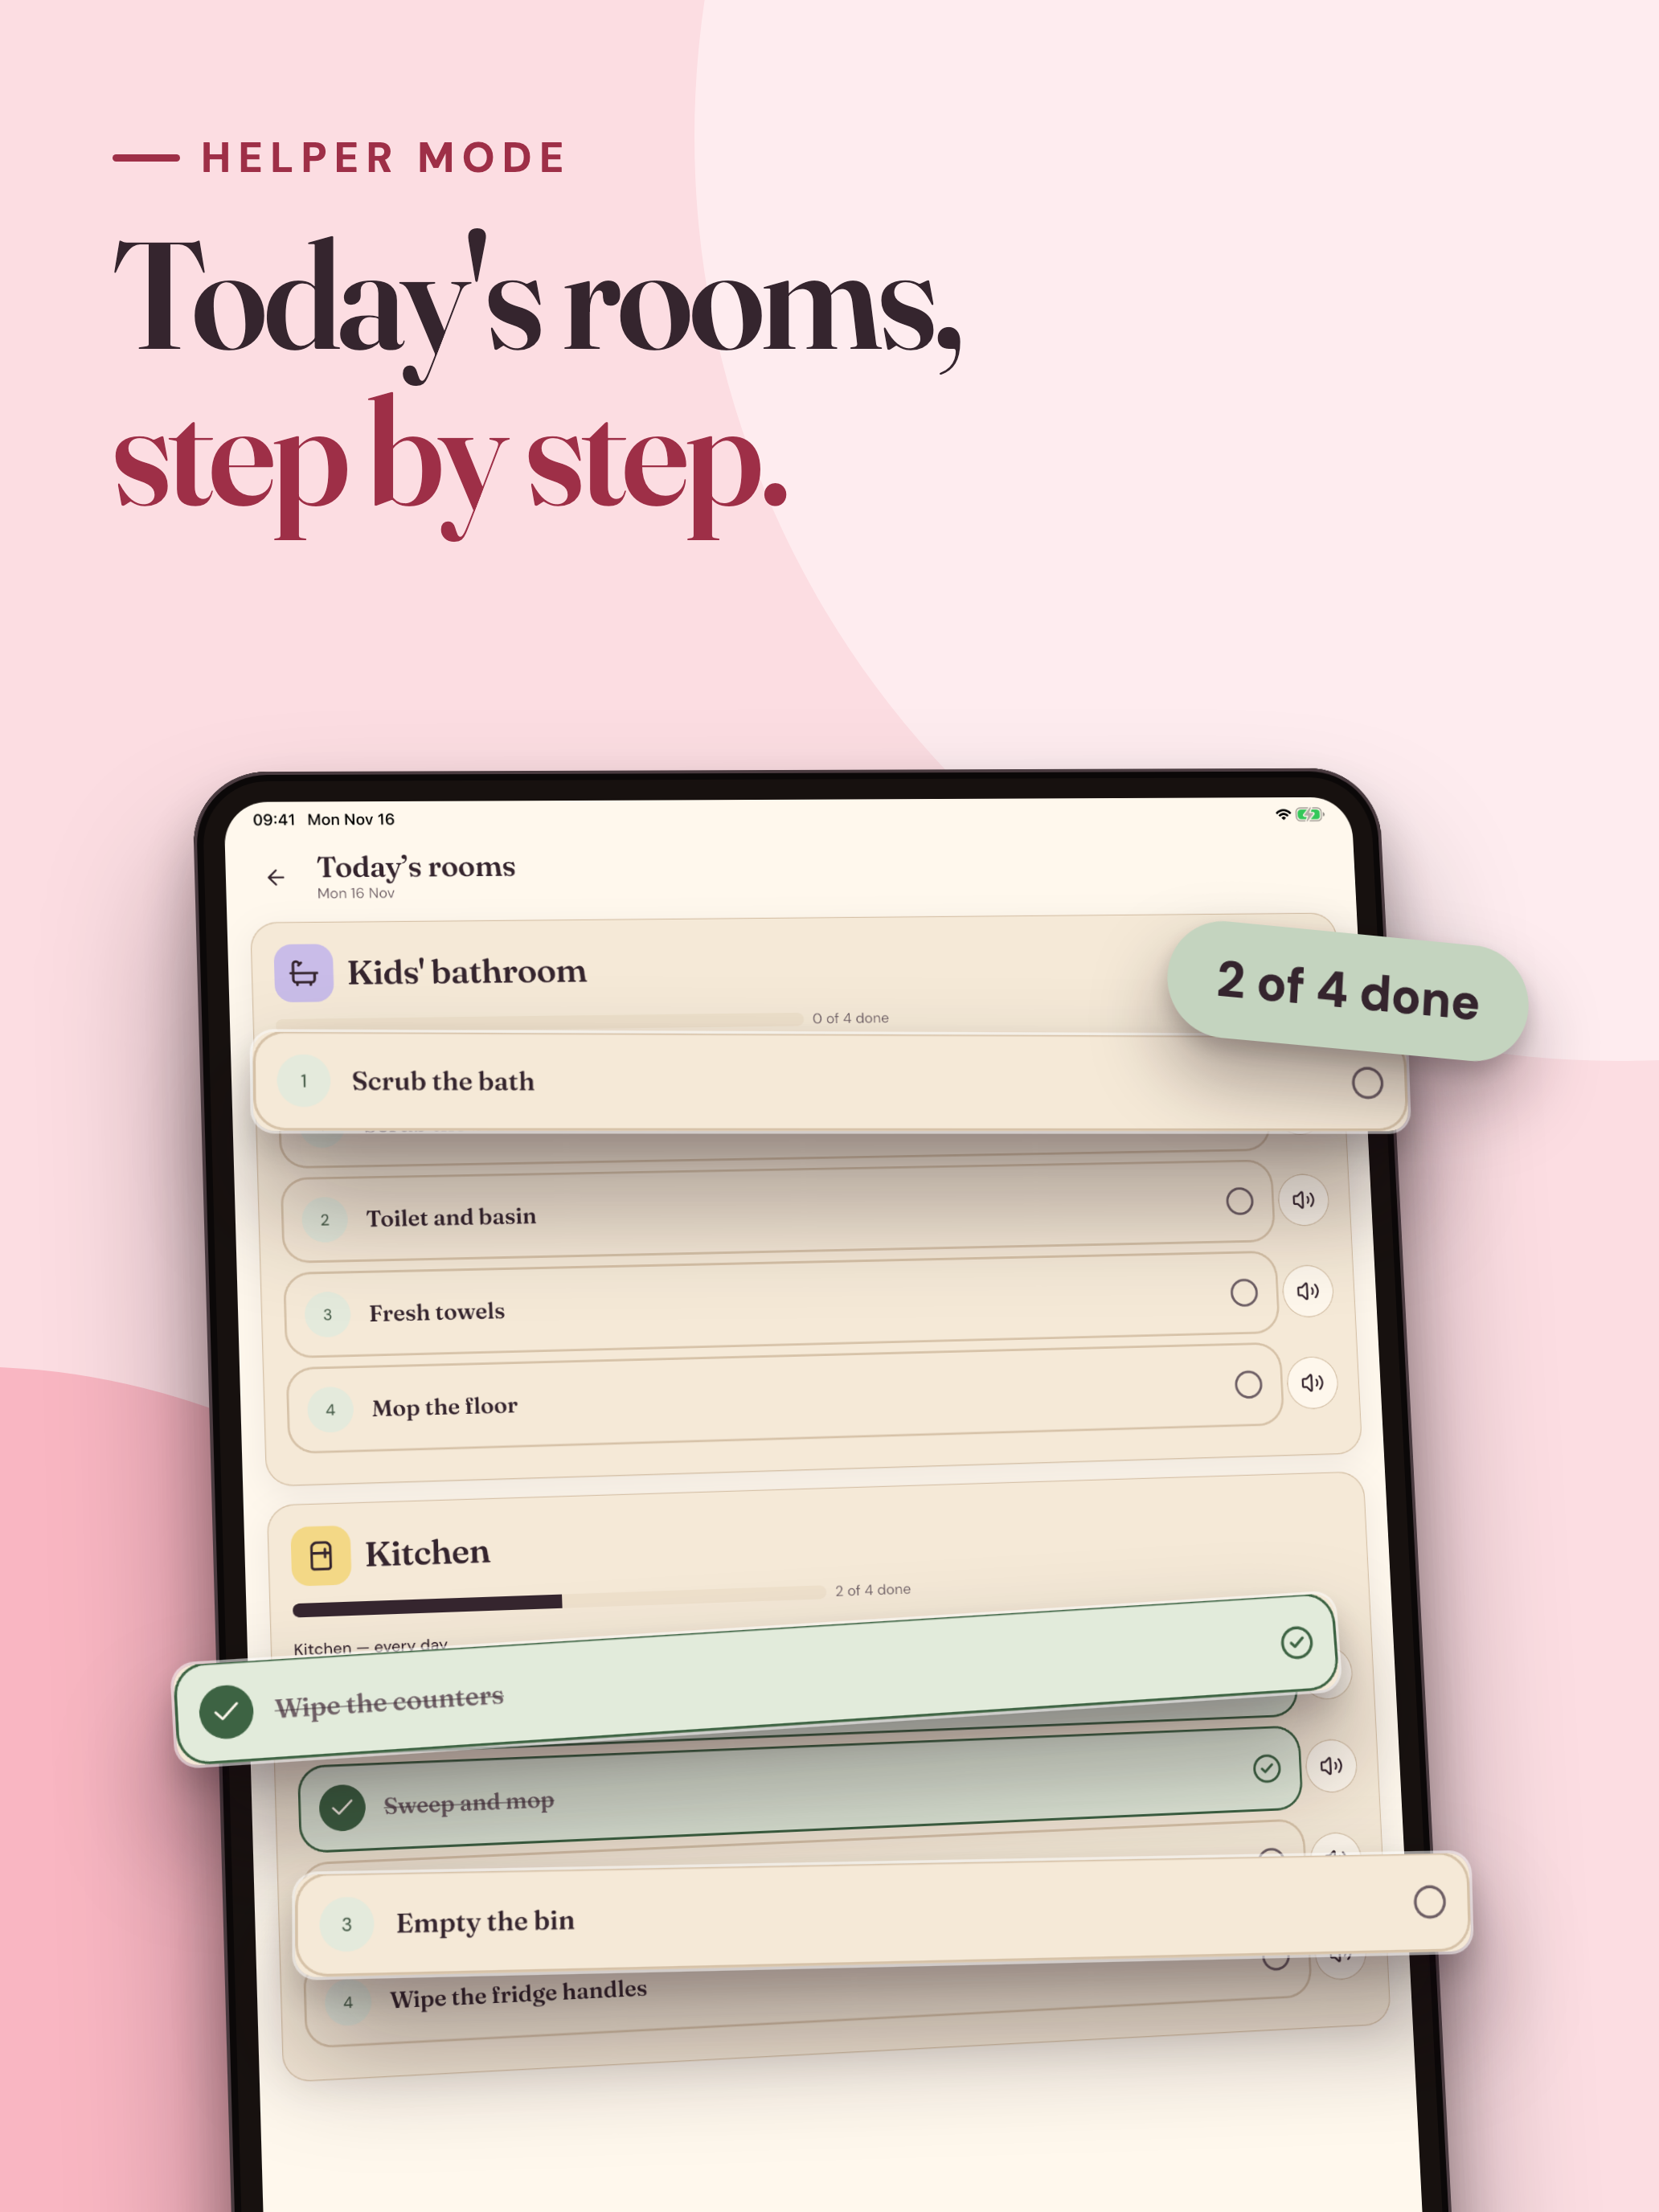 HELPER MODE
Today's rooms,
step by step.
09:41 Mon Nov 16
Today’s rooms
Mon 16 Nov
Kids' bathroom
2 of 4 done
0 of 4 done
1 Scrub the bath
2 Toilet and basin
3 Fresh towels
4 Mop the floor
Kitchen
2 of 4 done
Kitchen — every day
Wipe the counters
Sweep and mop
3 Empty the bin
4 Wipe the fridge handles